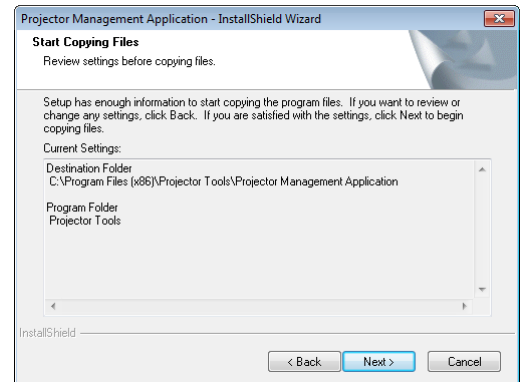 Projector Management Application - InstallShield Wizard
Start Copying Files
Review settings before copying files.
Setup has enough information to start copying the program files. If you want to review or
change any settings, click Back. If you are satisfied with the settings, click Next to begin
copying files.
Current Settings:
Destination Folder
C:\Program Files (x86)\Projector Tools\Projector Management Application
Program Folder
Projector Tools
InstallShield
< Back Next > Cancel